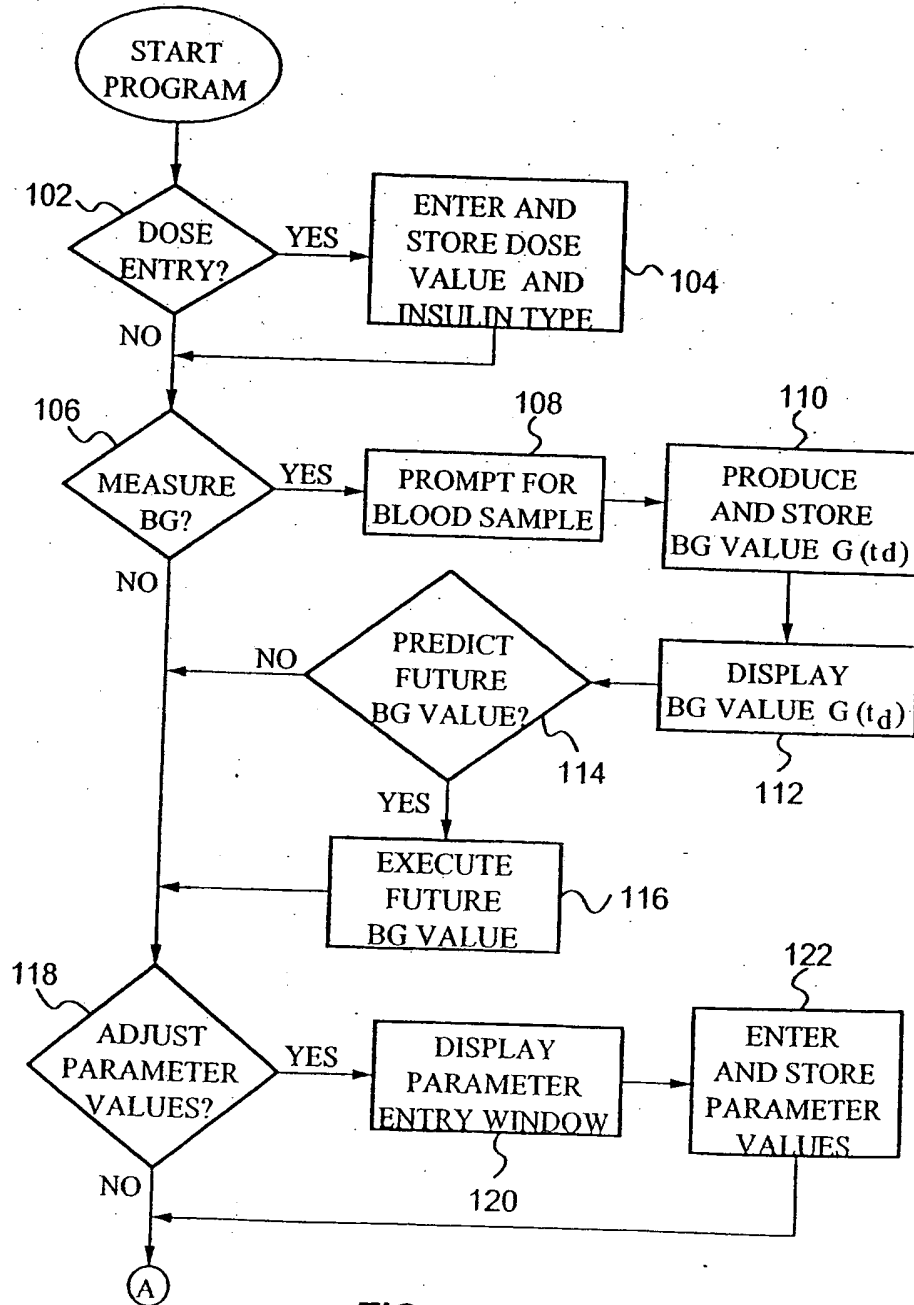 START
PROGRAM
102
DOSE
ENTRY?
YES
NO
ENTER AND
STORE DOSE
VALUE AND
INSULIN TYPE
104
106
MEASURE
BG?
YES
NO
108
PROMPT FOR
BLOOD SAMPLE
110
PRODUCE
AND STORE
BG VALUE G (td)
DISPLAY
BG VALUE G (td)
112
PREDICT
FUTURE
BG VALUE?
NO
114
YES
EXECUTE
FUTURE
BG VALUE
116
118
ADJUST
PARAMETER
VALUES?
YES
NO
DISPLAY
PARAMETER
ENTRY WINDOW
120
122
ENTER
AND STORE
PARAMETER
VALUES
A